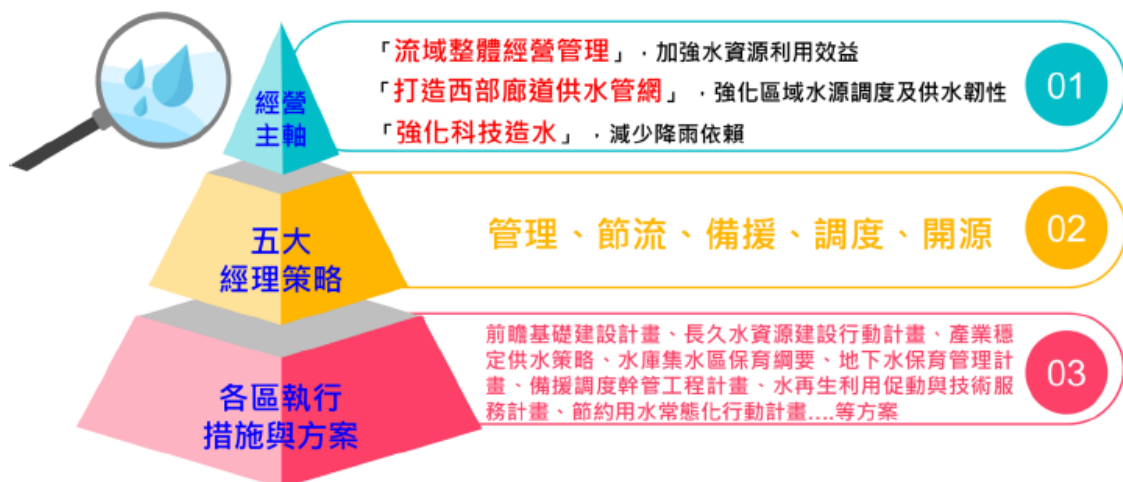 經營
主軸
「流域整體經營管理」，加強水資源利用效益
「打造西部廊道供水管網」，強化區域水源調度及供水韌性
「強化科技造水」，減少降雨依賴
01
五大
經理策略
管理、節流、備援、調度、開源
02
各區執行
措施與方案
前瞻基礎建設計畫、長久水資源建設行動計畫、產業穩
定供水策略、水庫集水區保育綱要、地下水保育管理計
畫、備援調度幹管工程計畫、水再生利用促動與技術服
務計畫、節約用水常態化行動計畫....等方案
03